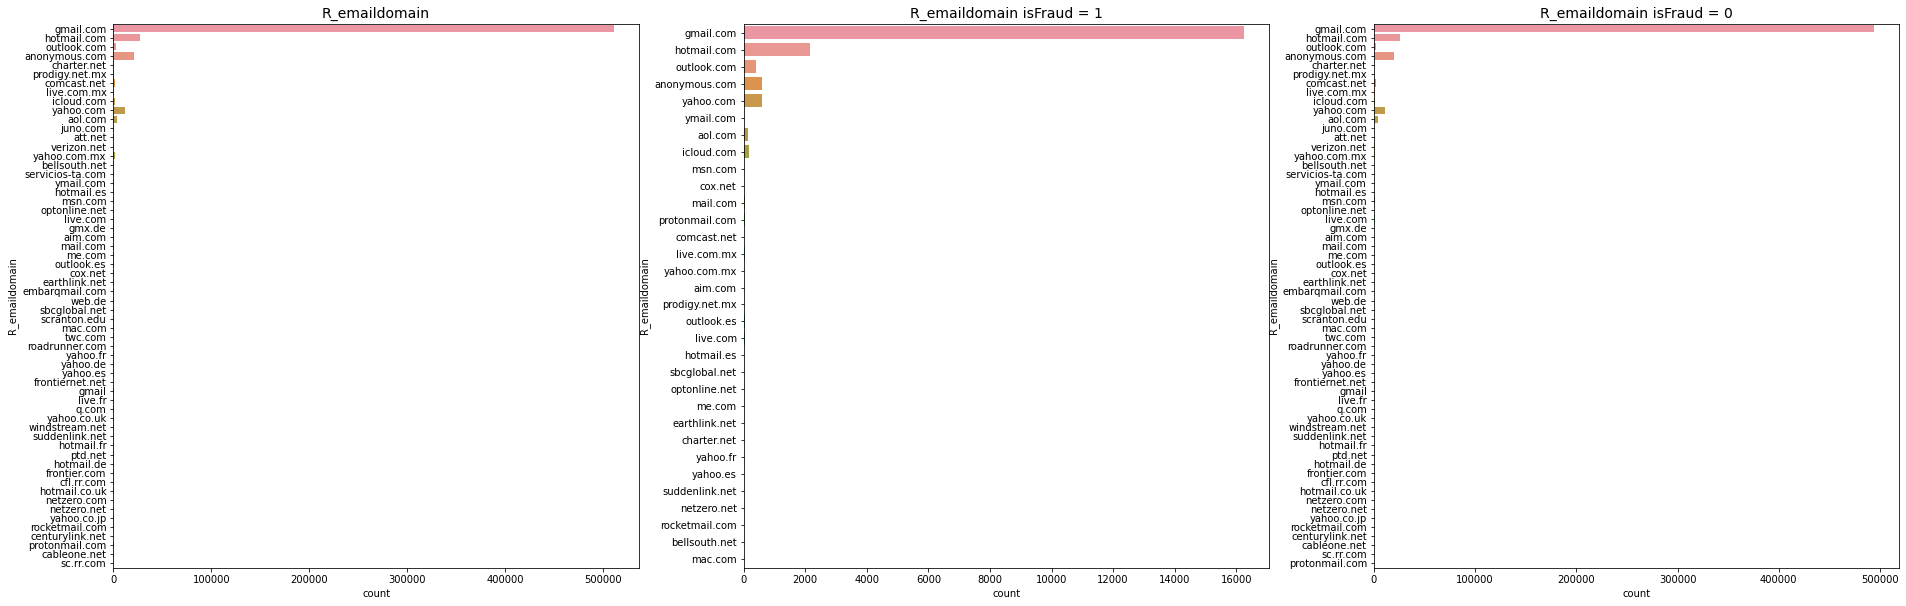 R_emaildomain
gmail.com
hotmail.com
outlook.com
anonymous.com
charter.net
prodigy.net.mx
comcast.net
live.com.mx
icloud.com
yahoo.com
aol.com
juno.com
att.net
verizon.net
yahoo.com.mx
bellsouth.net
servicios-ta.com
ymail.com
hotmail.es
msn.com
optonline.net
live.com
gmx.de
aim.com
mail.com
me.com
outlook.es
cox.net
earthlink.net
embarqmail.com
web.de
sbcglobal.net
scranton.edu
mac.com
twc.com
roadrunner.com
yahoo.fr
yahoo.de
yahoo.es
frontiernet.net
gmail
live.fr
q.com
yahoo.co.uk
windstream.net
suddenlink.net
hotmail.fr
ptd.net
hotmail.de
frontier.com
cfl.rr.com
hotmail.co.uk
netzero.com
netzero.net
yahoo.co.jp
rocketmail.com
centurylink.net
protonmail.com
cableone.net
sc.rr.com
R_emaildomain
0 100000 200000 300000 400000 500000
count
R_emaildomain isFraud = 1
gmail.com
hotmail.com
outlook.com
anonymous.com
yahoo.com
ymail.com
aol.com
icloud.com
msn.com
cox.net
mail.com
protonmail.com
comcast.net
live.com.mx
yahoo.com.mx
aim.com
prodigy.net.mx
outlook.es
live.com
hotmail.es
sbcglobal.net
optonline.net
me.com
earthlink.net
charter.net
yahoo.fr
yahoo.es
suddenlink.net
netzero.net
rocketmail.com
bellsouth.net
mac.com
R_emaildomain
0 2000 4000 6000 8000 10000 12000 14000 16000
count
R_emaildomain isFraud = 0
gmail.com
hotmail.com
outlook.com
anonymous.com
charter.net
prodigy.net.mx
comcast.net
live.com.mx
icloud.com
yahoo.com
aol.com
juno.com
att.net
verizon.net
yahoo.com.mx
bellsouth.net
servicios-ta.com
ymail.com
hotmail.es
msn.com
optonline.net
live.com
gmx.de
aim.com
mail.com
me.com
outlook.es
cox.net
earthlink.net
embarqmail.com
web.de
sbcglobal.net
scranton.edu
mac.com
twc.com
roadrunner.com
yahoo.fr
yahoo.de
yahoo.es
frontiernet.net
gmail
live.fr
q.com
yahoo.co.uk
windstream.net
suddenlink.net
hotmail.fr
ptd.net
hotmail.de
frontier.com
cfl.rr.com
hotmail.co.uk
netzero.com
netzero.net
yahoo.co.jp
rocketmail.com
centurylink.net
cableone.net
sc.rr.com
protonmail.com
R_emaildomain
0 100000 200000 300000 400000 500000
count